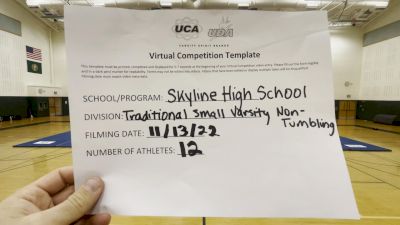 UCA UDA
VARSITY SPIRIT BRANDS
Virtual Competition Template
SCHOOL/PROGRAM: Skyline High School
DIVISION: Traditional Small Varsity Non-
Tumbling
FILMING DATE: 11/13/22
NUMBER OF ATHLETES: 12